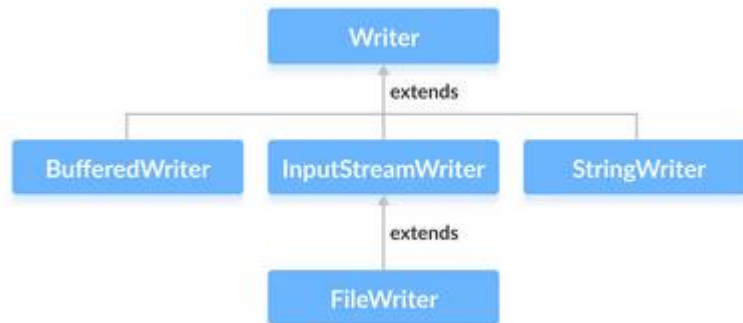 Writer
extends
BufferedWriter
InputStreamWriter
StringWriter
extends
FileWriter